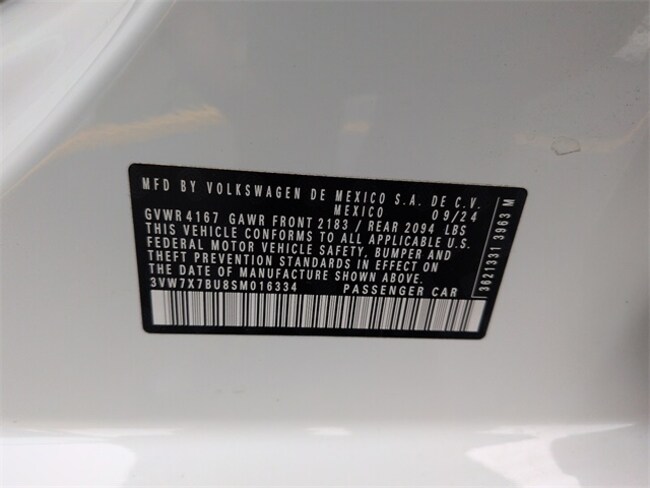 MFD BY VOLKSWAGEN DE MEXICO S.A. DE C.V.
MEXICO 09/24
GVWR 4167 GAWR FRONT 2183 / REAR 2094 LBS
THIS VEHICLE CONFORMS TO ALL APPLICABLE U.S.
FEDERAL MOTOR VEHICLE SAFETY, BUMPER AND
THEFT PREVENTION STANDARDS IN EFFECT ON
THE DATE OF MANUFACTURE SHOWN ABOVE.
3VW7X7BU8SM016334 PASSENGER CAR
3621331 3963 M